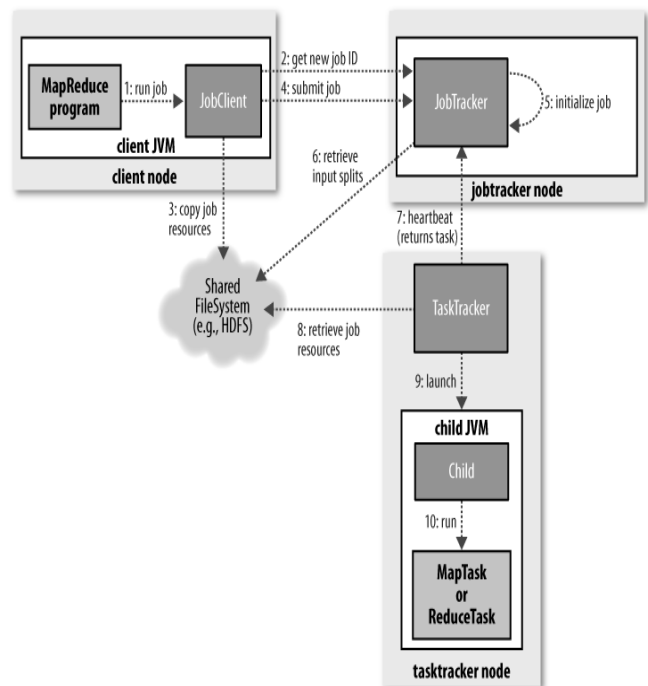 MapReduce
program
1: run job
JobClient
client JVM
client node
2: get new job ID
4: submit job
JobTracker
5: initialize job
jobtracker node
3: copy job
resources
6: retrieve
input splits
7: heartbeat
(returns task)
Shared
FileSystem
(e.g., HDFS)
8: retrieve job
resources
TaskTracker
9: launch
child JVM
Child
10: run
MapTask
or
ReduceTask
tasktracker node